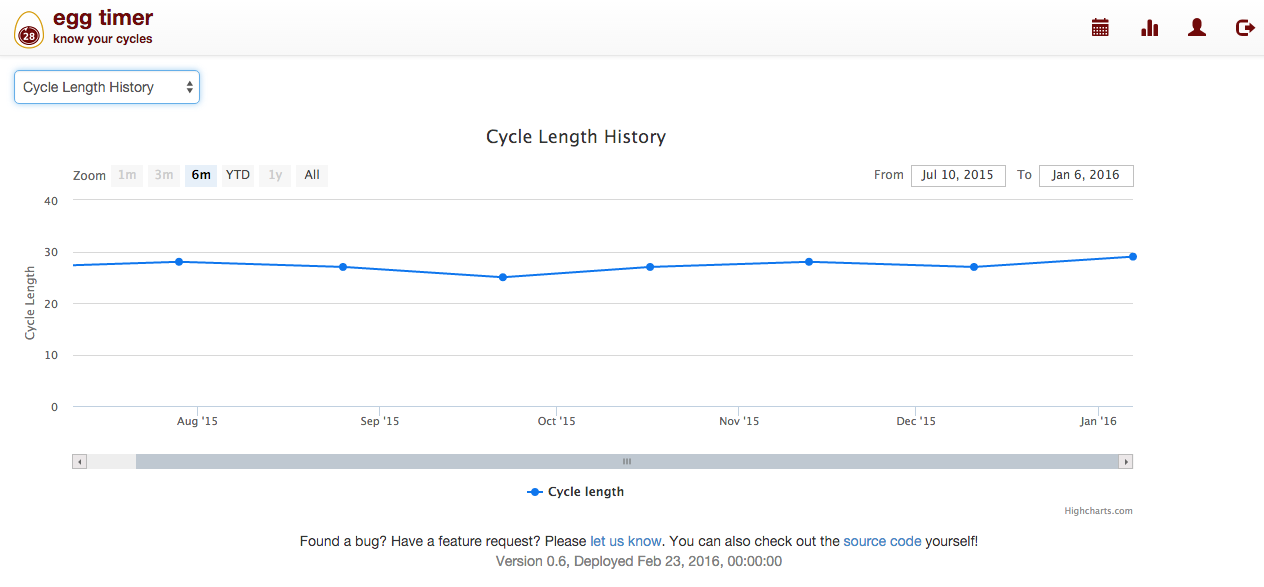 egg timer
28
know your cycles
Cycle Length History
Cycle Length History
Zoom 1m 3m 6m YTD 1y All From Jul 10, 2015 To Jan 6, 2016
40
30
20
10
0
Cycle Length
Aug '15 Sep '15 Oct '15 Nov '15 Dec '15 Jan '16
Cycle length
Highcharts.com
Found a bug? Have a feature request? Please let us know. You can also check out the source code yourself!
Version 0.6, Deployed Feb 23, 2016, 00:00:00